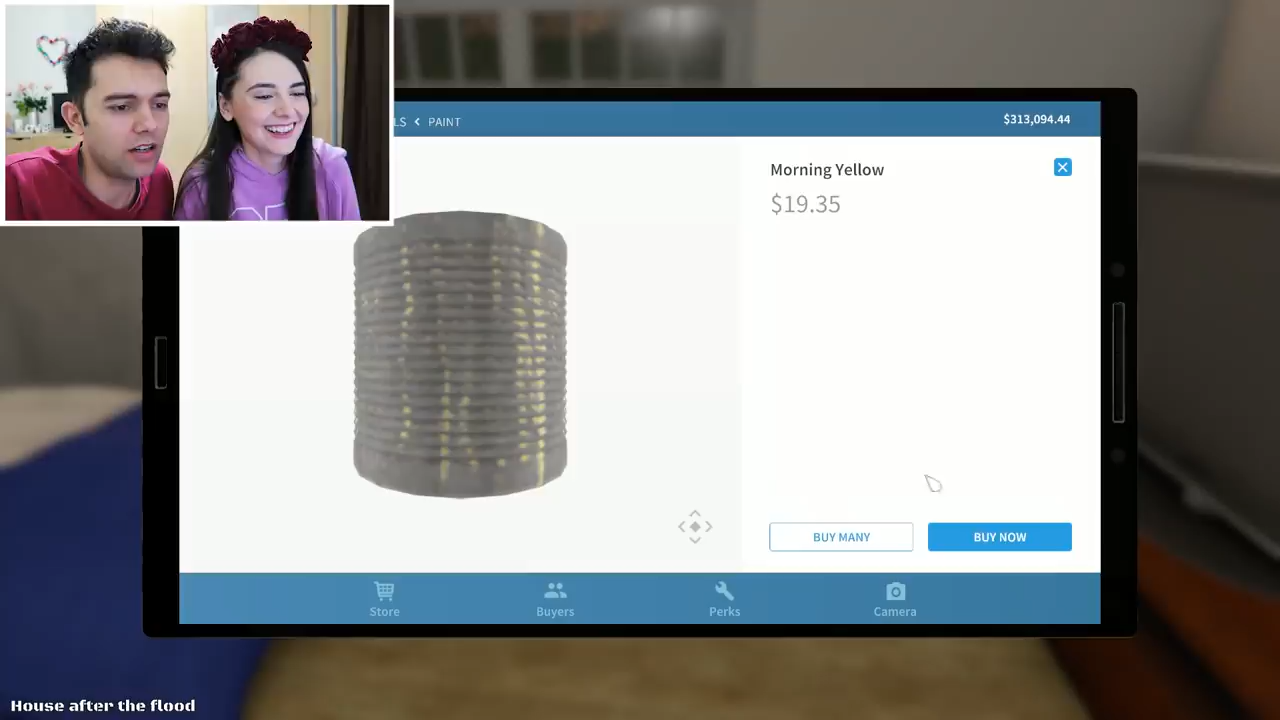 LS < PAINT
$313,094.44
Morning Yellow
$19.35
BUY MANY
BUY NOW
Store
Buyers
Perks
Camera
House after the flood